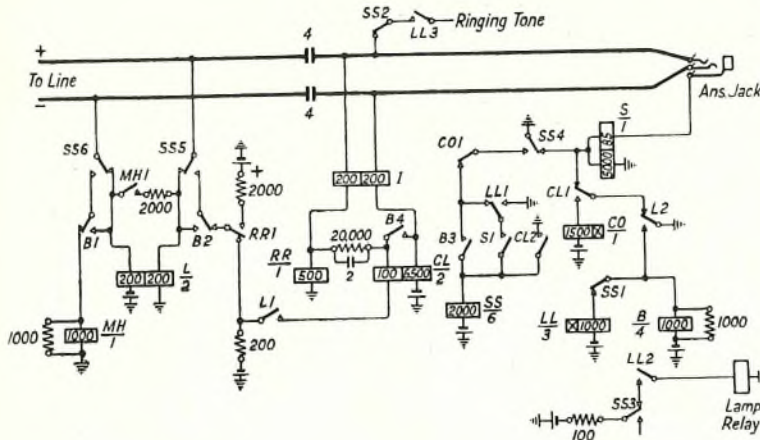 SS2
LL3
Ringing Tone
+
4
To Line
−
4
Ans. Jack
SS6
SS5
MH1
2000
+
2000
B1
B2
RR1
L
2
200
200
MH
1
1000
1000
L1
200
200
200
I
20,000
B4
2
RR
1
500
100
6500
CL
2
CO1
SS4
S
1
5000
85
LL1
B3
S1
CL2
2000
SS
6
CL1
CO
1
1500
L2
SS1
LL
3
1000
B
4
1000
1000
LL2
SS3
100
Lamp
Relay